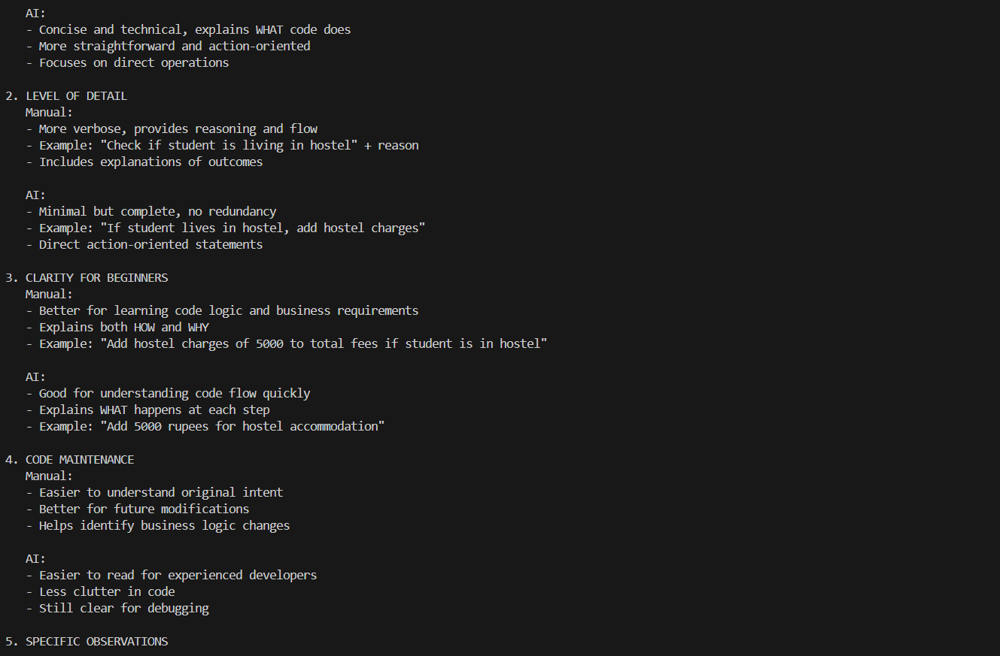 AI:
- Concise and technical, explains WHAT code does
- More straightforward and action-oriented
- Focuses on direct operations
2. LEVEL OF DETAIL
Manual:
- More verbose, provides reasoning and flow
- Example: "Check if student is living in hostel" + reason
- Includes explanations of outcomes
AI:
- Minimal but complete, no redundancy
- Example: "If student lives in hostel, add hostel charges"
- Direct action-oriented statements
3. CLARITY FOR BEGINNERS
Manual:
- Better for learning code logic and business requirements
- Explains both HOW and WHY
- Example: "Add hostel charges of 5000 to total fees if student is in hostel"
AI:
- Good for understanding code flow quickly
- Explains WHAT happens at each step
- Example: "Add 5000 rupees for hostel accommodation"
4. CODE MAINTENANCE
Manual:
- Easier to understand original intent
- Better for future modifications
- Helps identify business logic changes
AI:
- Easier to read for experienced developers
- Less clutter in code
- Still clear for debugging
5. SPECIFIC OBSERVATIONS